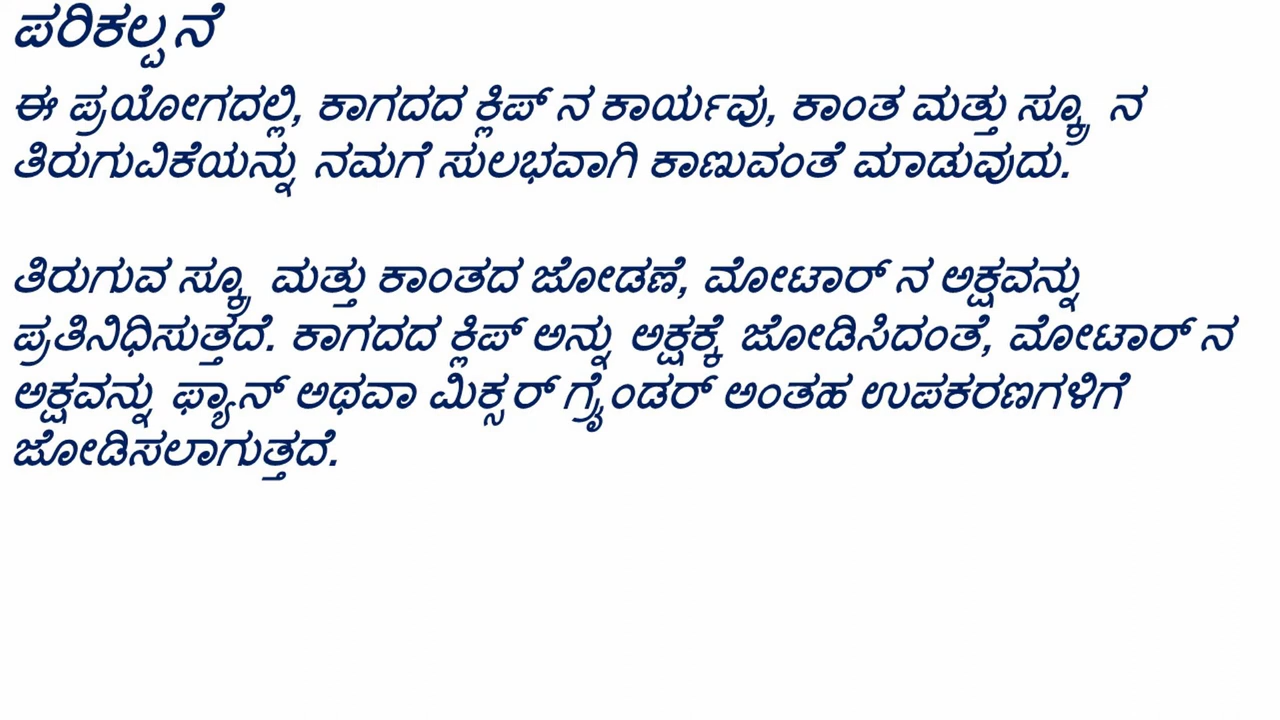 ಪರಿಕಲ್ಪನೆ
ಈ ಪ್ರಯೋಗದಲ್ಲಿ, ಕಾಗದದ ಕ್ಲಿಪ್ ನ ಕಾರ್ಯವು, ಕಾಂತ ಮತ್ತು ಸ್ಕ್ರೂ ನ
ತಿರುಗುವಿಕೆಯನ್ನು ನಮಗೆ ಸುಲಭವಾಗಿ ಕಾಣುವಂತೆ ಮಾಡುವುದು.
ತಿರುಗುವ ಸ್ಕ್ರೂ ಮತ್ತು ಕಾಂತದ ಜೋಡಣೆ, ಮೋಟಾರ್ ನ ಅಕ್ಷವನ್ನು
ಪ್ರತಿನಿಧಿಸುತ್ತದೆ. ಕಾಗದದ ಕ್ಲಿಪ್ ಅನ್ನು ಅಕ್ಷಕ್ಕೆ ಜೋಡಿಸಿದಂತೆ, ಮೋಟಾರ್ ನ
ಅಕ್ಷವನ್ನು ಫ್ಯಾನ್ ಅಥವಾ ಮಿಕ್ಸರ್ ಗ್ರೈಂಡರ್ ಅಂತಹ ಉಪಕರಣಗಳಿಗೆ
ಜೋಡಿಸಲಾಗುತ್ತದೆ.